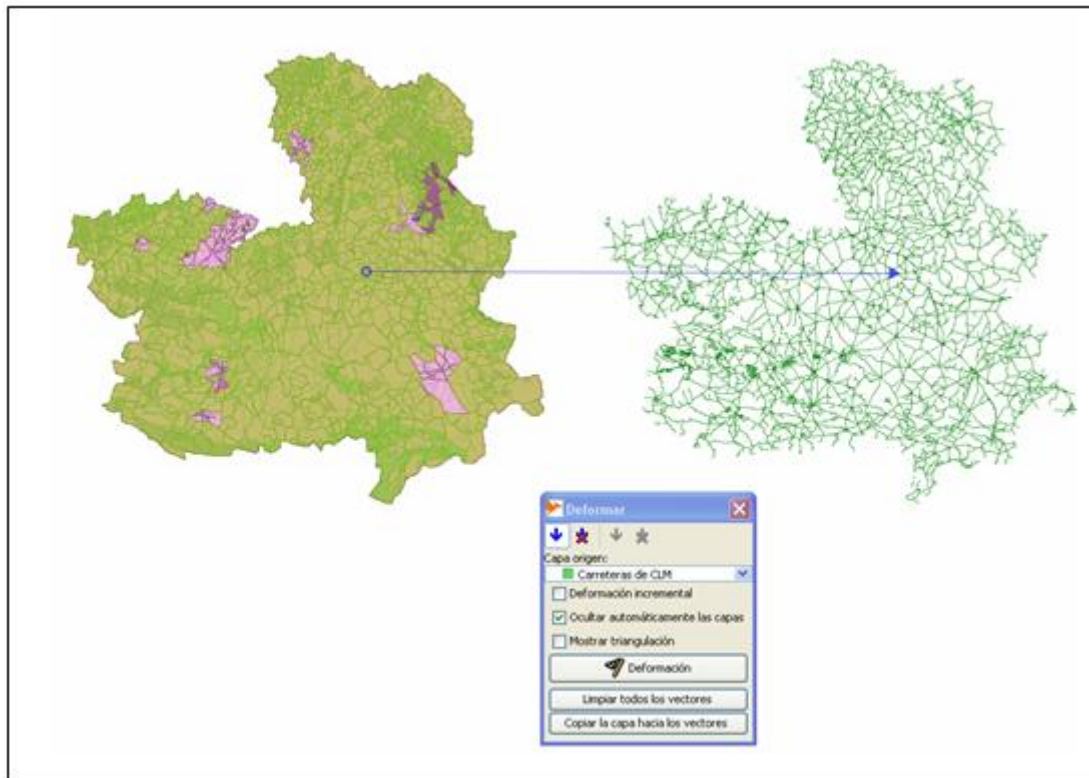 Deformar
Capa origen:
Carreteras de CLM
Deformación incremental
Ocultar automáticamente las capas
Mostrar triangulación
Deformación
Limpiar todos los vectores
Copiar la capa hacia los vectores